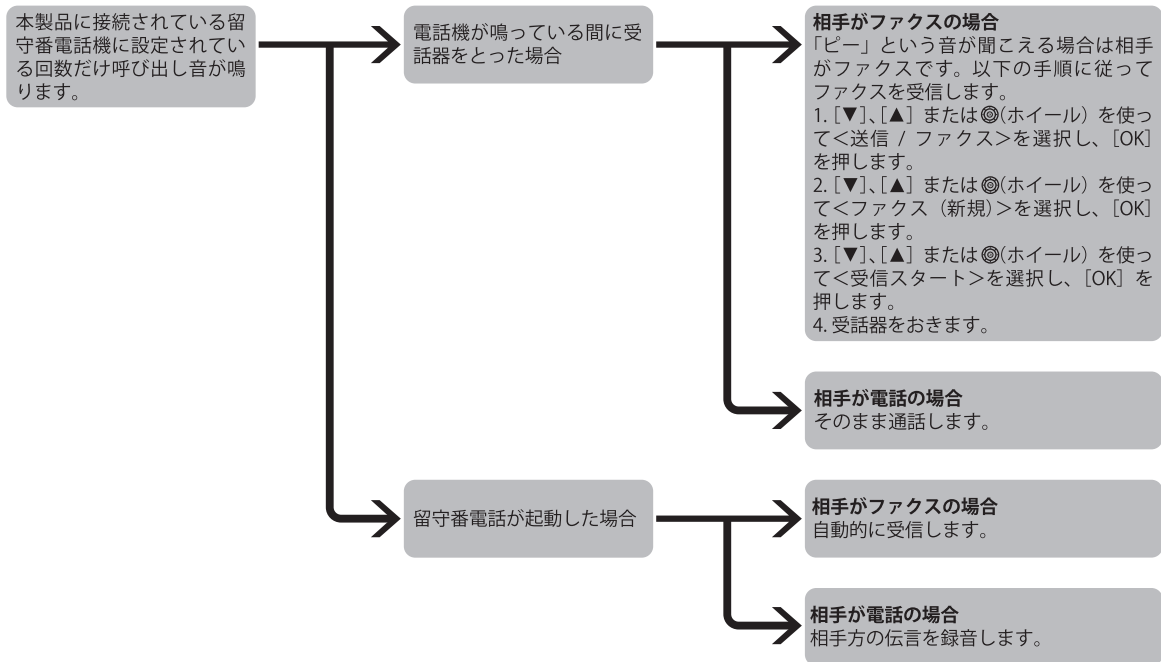 本製品に接続されている留
守番電話機に設定されてい
る回数だけ呼び出し音が鳴
ります。
電話機が鳴っている間に受
話器をとった場合
相手がファクスの場合
「ピー」という音が聞こえる場合は相手
がファクスです。以下の手順に従って
ファクスを受信します。
1. [▼]、[▲] または◎(ホイール) を使っ
て＜送信 / ファクス＞を選択し、[OK]
を押します。
2. [▼]、[▲] または◎(ホイール) を使っ
て＜ファクス（新規）＞を選択し、[OK]
を押します。
3. [▼]、[▲] または◎(ホイール) を使っ
て＜受信スタート＞を選択し、[OK] を
押します。
4. 受話器をおきます。
相手が電話の場合
そのまま通話します。
留守番電話が起動した場合
相手がファクスの場合
自動的に受信します。
相手が電話の場合
相手方の伝言を録音します。